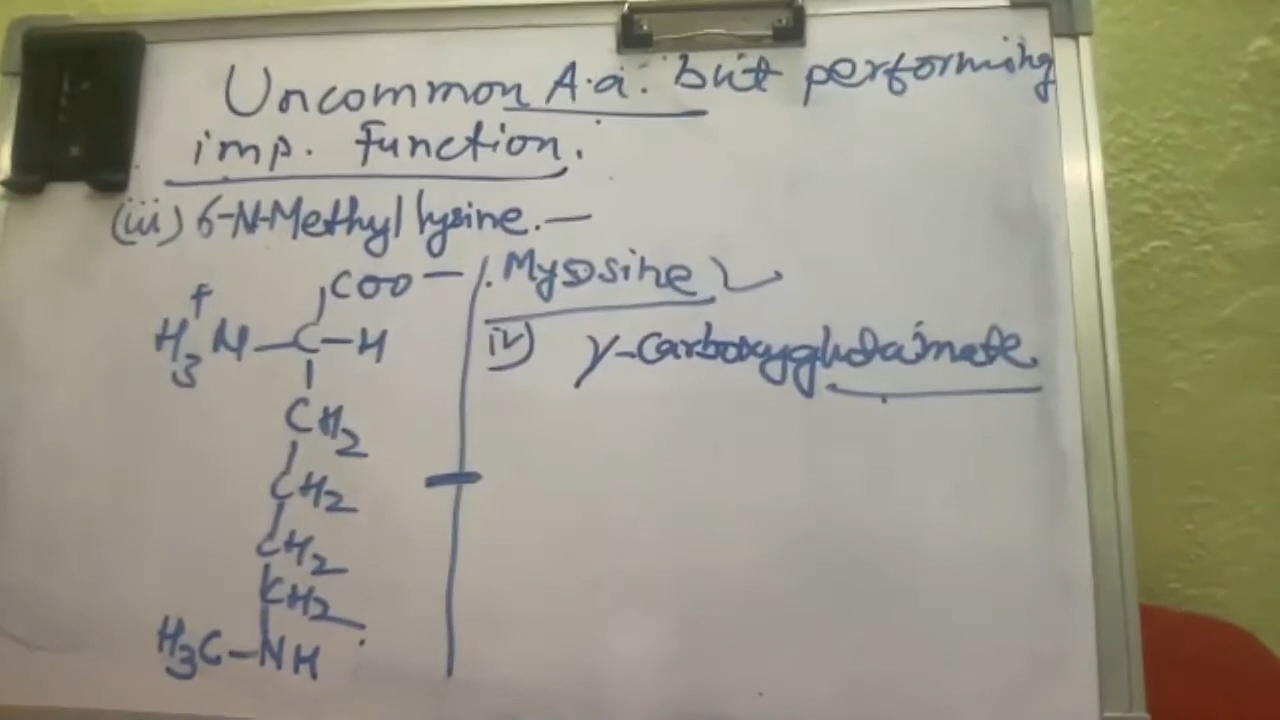 Uncommon A.a. but performing
imp. function.
(iii) 6-N-Methyl lysine. —
COO –
H3N+ — C – H
CH2
CH2
CH2
CH2
H3C – NH
. Myosine
iv) γ-carboxyglutamate